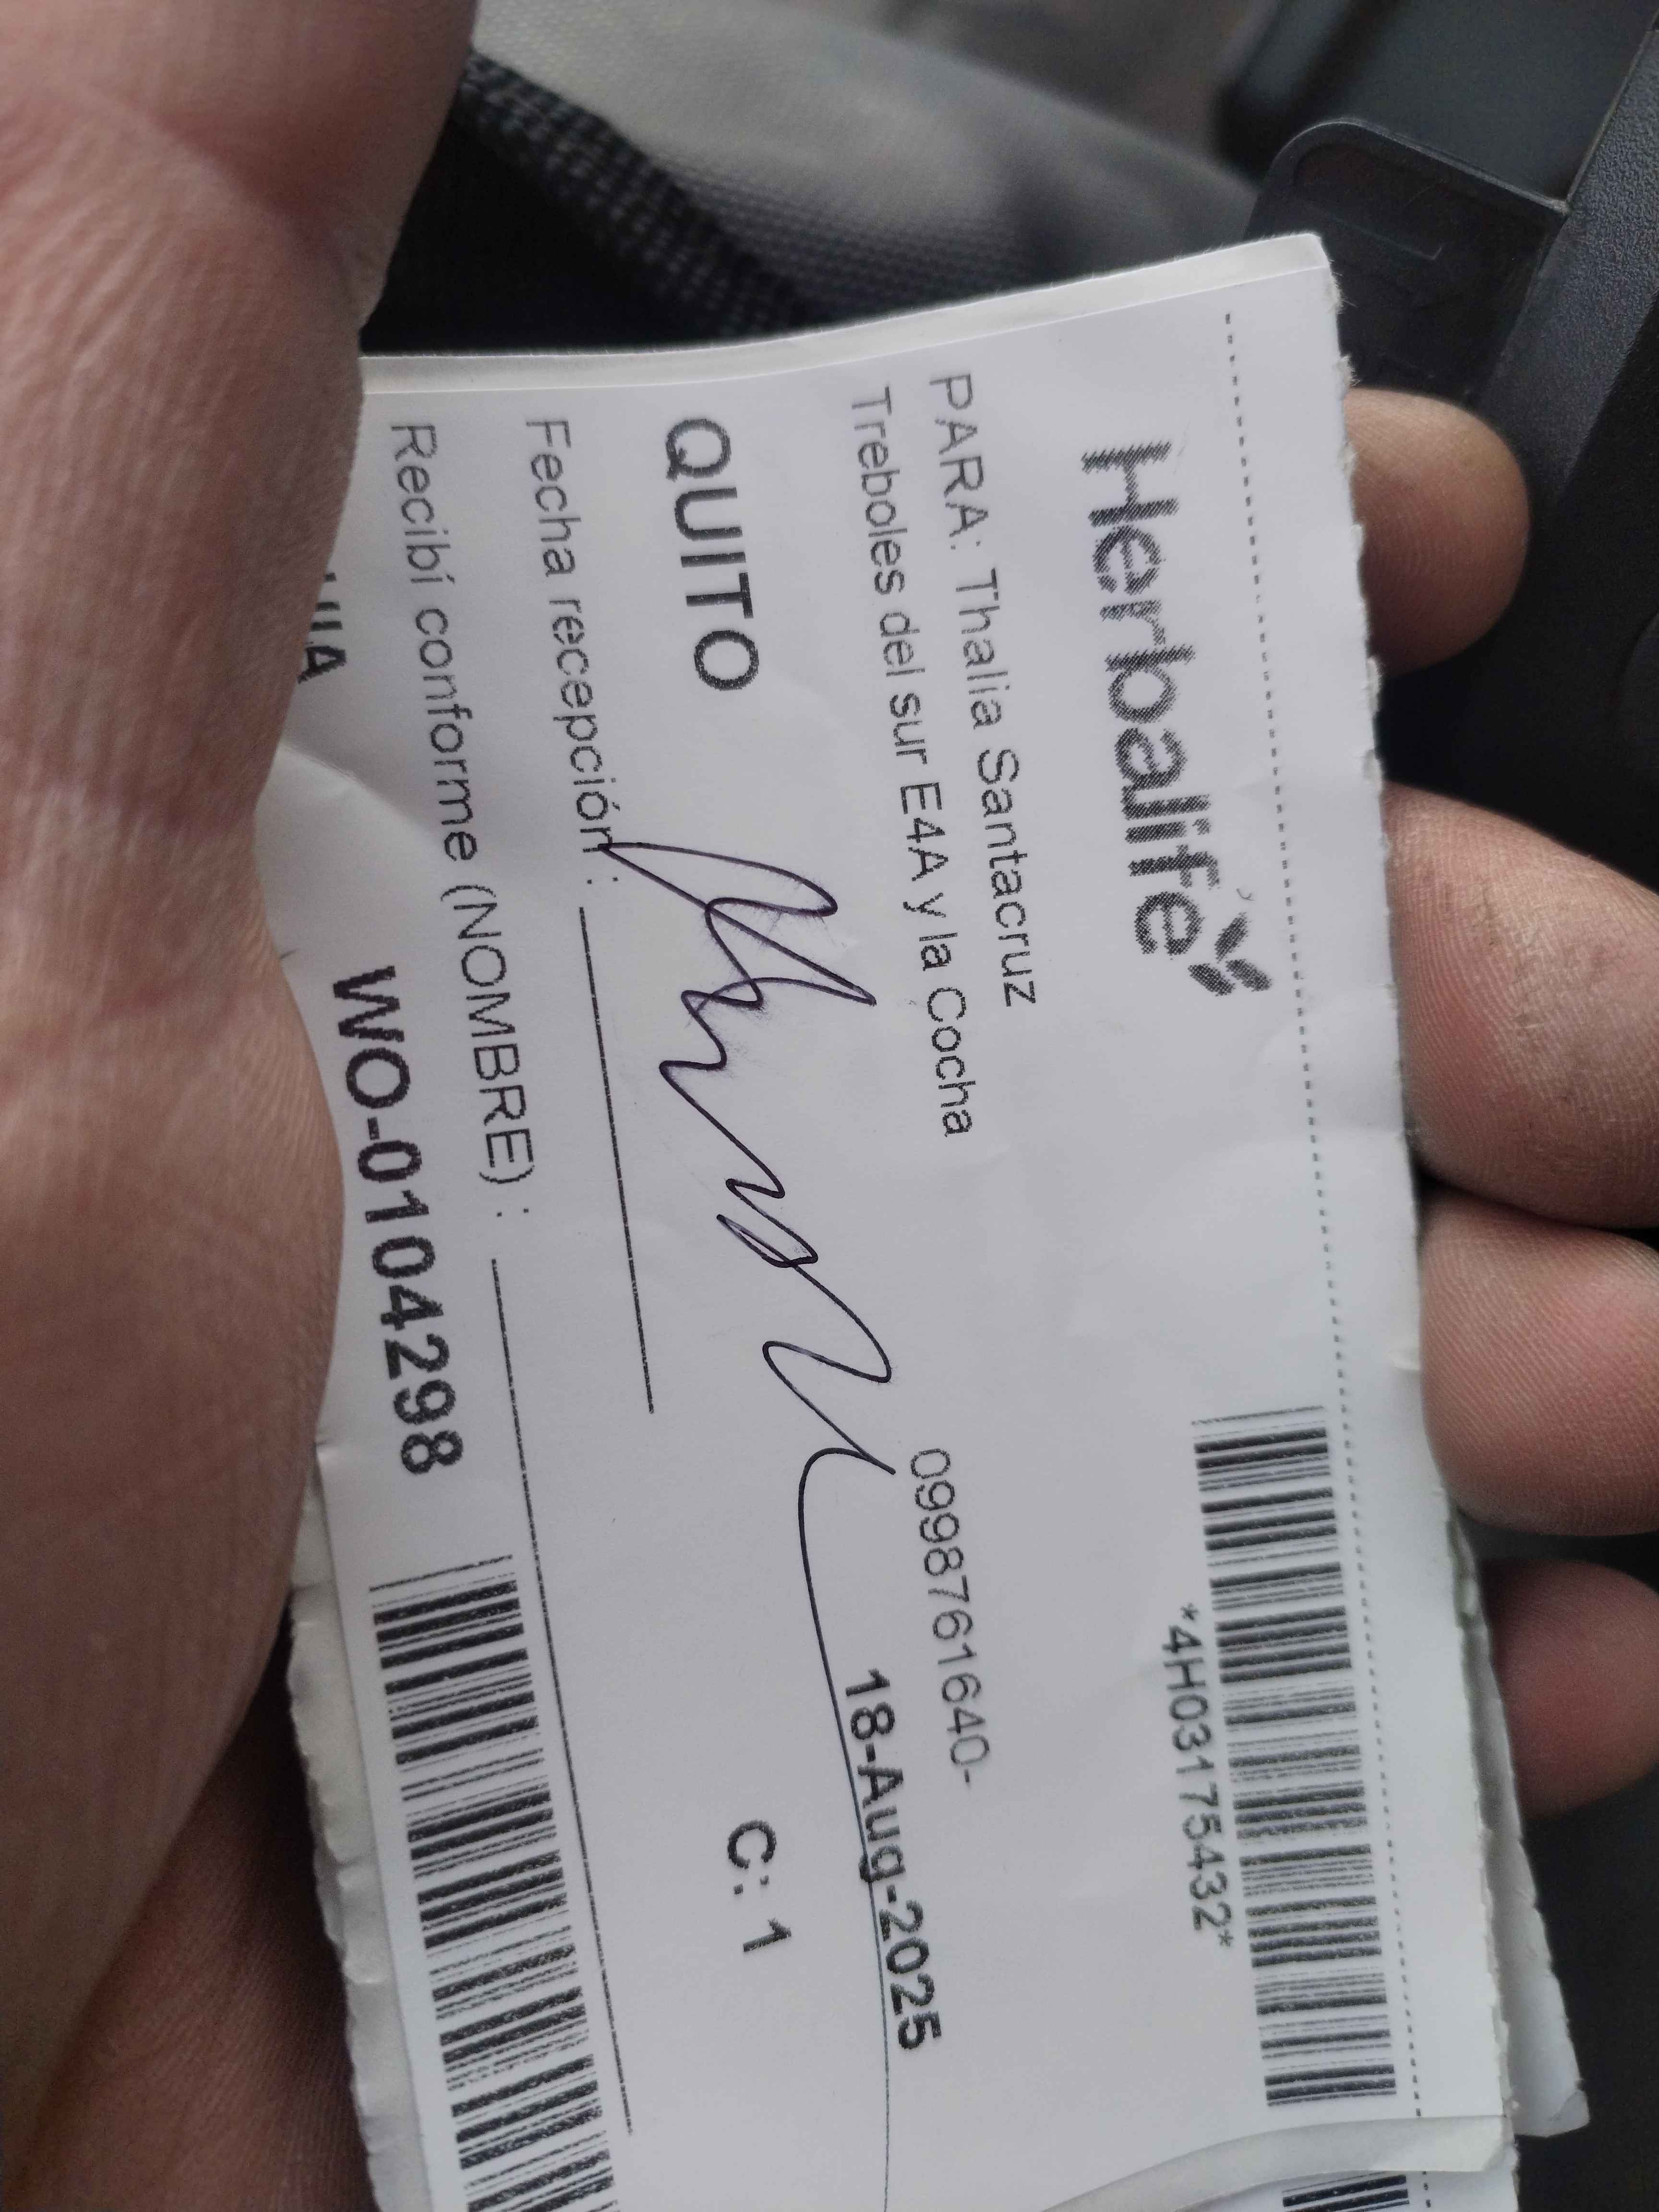 Herbalife
*4H03175432*
PARA: Thalia Santacruz
Treboles del sur E4A y la Cocha
0998761640-
18-Aug-2025
QUITO
C: 1
Fecha recepción :
Recibí conforme (NOMBRE) :
WO-0104298